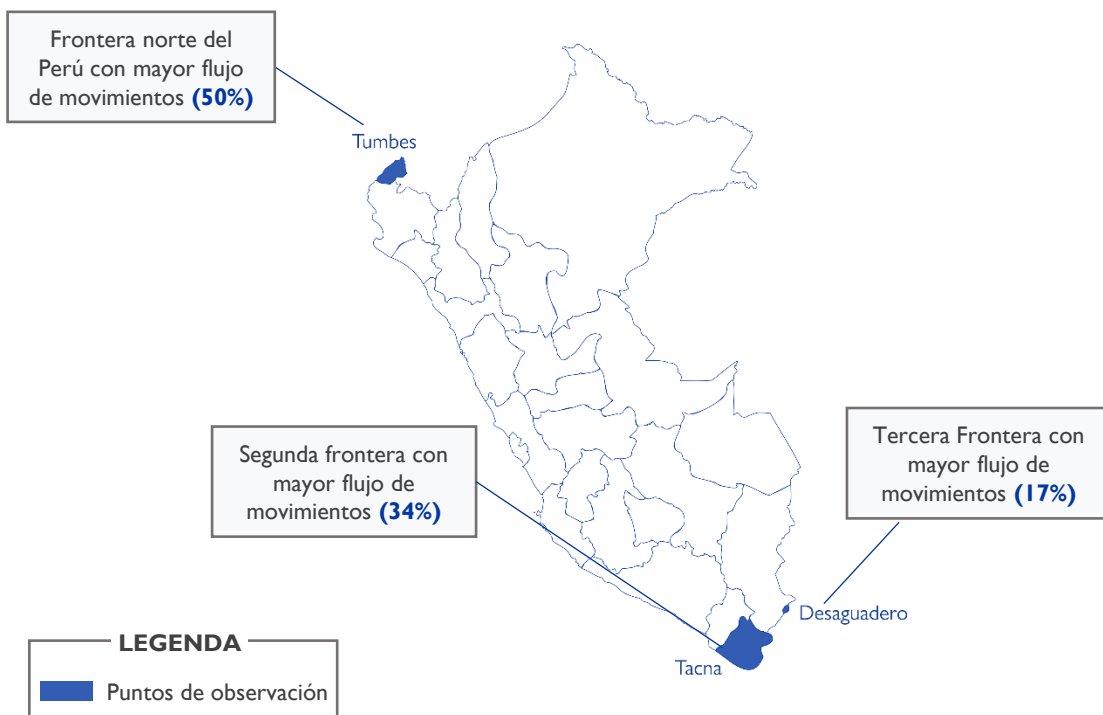 Frontera norte del
Perú con mayor flujo
de movimientos (50%)
Tumbes
Segunda frontera con
mayor flujo de
movimientos (34%)
Tercera Frontera con
mayor flujo de
movimientos (17%)
Desaguadero
Tacna
LEGENDA
Puntos de observación